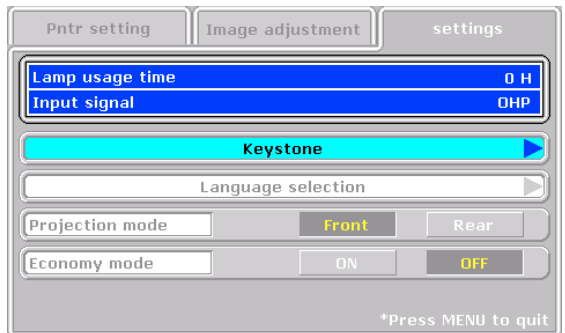 Pntr setting Image adjustment settings
Lamp usage time 0 H
Input signal OHP
Keystone
Language selection
Projection mode Front Rear
Economy mode ON OFF
*Press MENU to quit